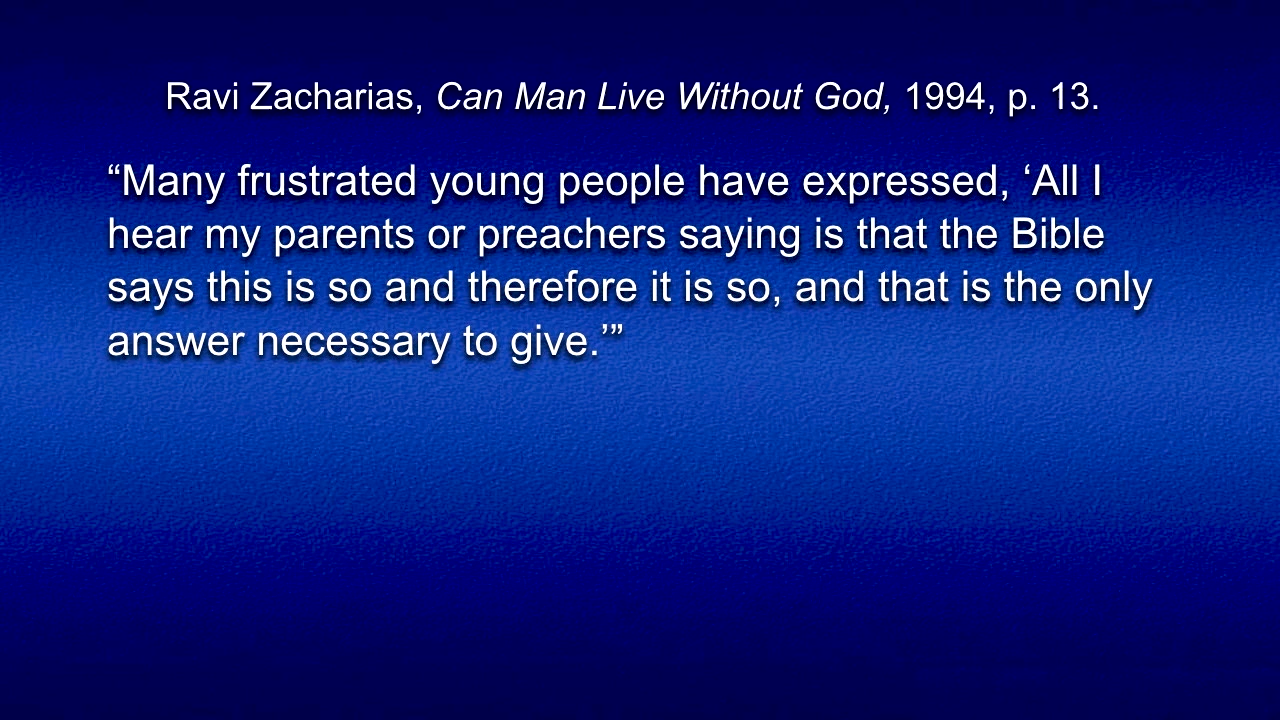 Ravi Zacharias, Can Man Live Without God, 1994, p. 13.
“Many frustrated young people have expressed, ‘All I
hear my parents or preachers saying is that the Bible
says this is so and therefore it is so, and that is the only
answer necessary to give.’”